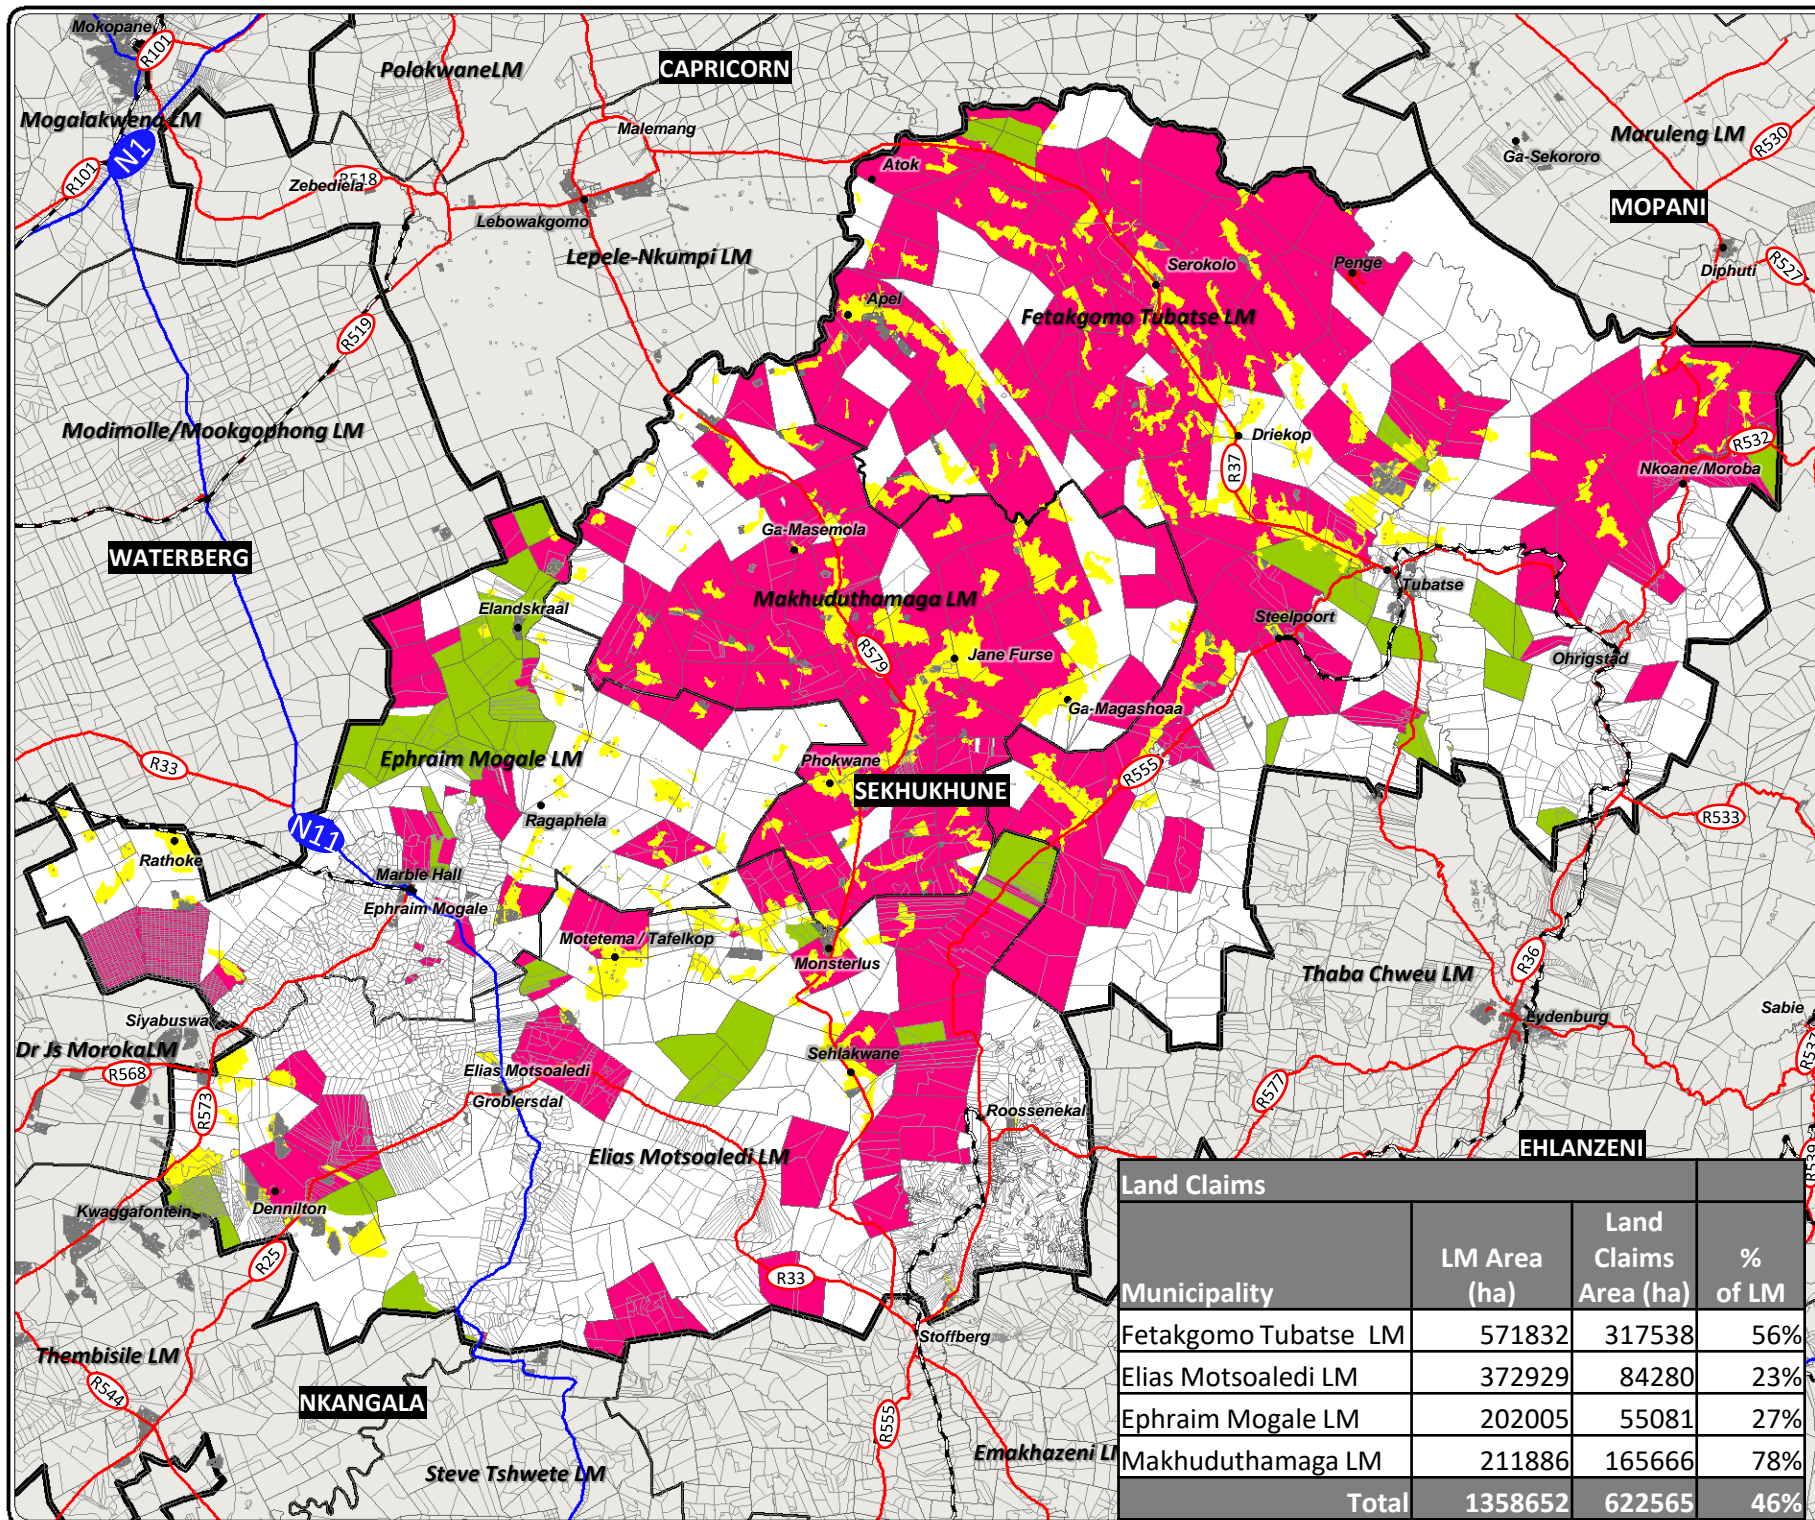 Mokopane
R101
PolokwaneLM
CAPRICORN
Malemang
Mogalakwena LM
N1
Maruleng LM
R530
Ga-Sekororo
Atok
R101
Zebediela
R518
Lebowakgomo
MOPANI
Lepele-Nkumpi LM
Serokolo
Penge
Diphuti
R527
Apel
Fetakgomo Tubatse LM
R519
Modimolle/Mookgophong LM
Driekop
R532
R37
Nkoane/Moroba
Ga-Masemola
WATERBERG
Tubatse
Elandskraal
Makhuduthamaga LM
Steelpoort
R579
Jane Furse
Ohrigstad
Ga-Magashoaa
R33
Ephraim Mogale LM
Phokwane
R555
SEKHUKHUNE
Ragaphela
N11
R533
Rathoke
Marble Hall
Ephraim Mogale
Motetema / Tafelkop
Monsterlus
R36
Thaba Chweu LM
Siyabuswa
Lydenburg
Sabie
Dr Js MorokaLM
R568
Sehlakwane
R537
Elias Motsoaledi
R577
Groblersdal
R573
Roossenekal
Elias Motsoaledi LM
EHLANZENI
R539
Kwaggafontein
Dennilton
R25
R33
Stoffberg
Thembisile LM
R544
NKANGALA
R555
Emakhazeni LM
Steve Tshwete LM
Land Claims
Municipality LM Area (ha) Land Claims Area (ha) % of LM
Fetakgomo Tubatse LM 571832 317538 56%
Elias Motsoaledi LM 372929 84280 23%
Ephraim Mogale LM 202005 55081 27%
Makhuduthamaga LM 211886 165666 78%
Total 1358652 622565 46%